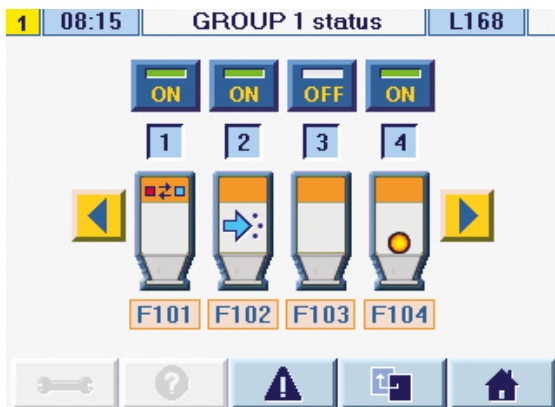 1 08:15 GROUP 1 status L168
ON ON OFF ON
1 2 3 4
F101 F102 F103 F104
?